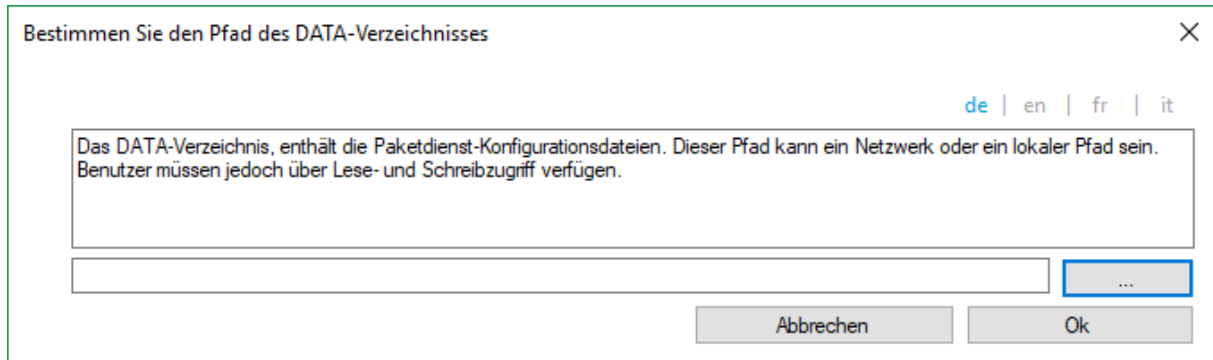 Bestimmen Sie den Pfad des DATA-Verzeichnisses
de | en | fr | it
Das DATA-Verzeichnis, enthält die Paketdienst-Konfigurationsdateien. Dieser Pfad kann ein Netzwerk oder ein lokaler Pfad sein.
Benutzer müssen jedoch über Lese- und Schreibzugriff verfügen.
...
Abbrechen Ok